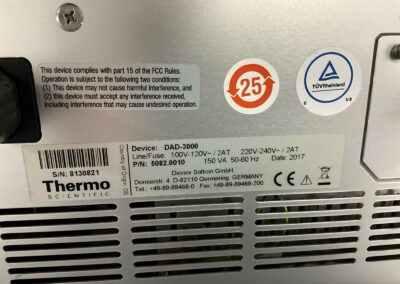 This device complies with part 15 of the FCC Rules.
Operation is subject to the following two conditions:
(1) This device may not cause harmful interference, and
(2) this device must accept any interference received,
including interference that may cause undesired operation.
25
TÜVRheinland
S/N: 8130821
Thermo
SCIENTIFIC
Country of Origin: DE
Device: DAD-3000
Line/Fuse 100V-120V~ / 2AT 220V-240V~ / 2AT
P/N: 5082.0010 150 VA 50-60 Hz Date: 2017
Dionex Softron GmbH
Dornierstr. 4, D-82110 Germering GERMANY
Tel.: +49-89-89468-0 Fax: +49-89-89468-200